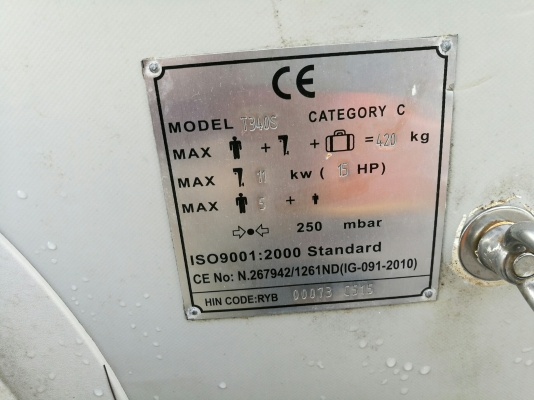 CE
MODEL T340S CATEGORY C
MAX + + = 420 kg
MAX 11 kw ( 15 HP)
MAX 5 +
250 mbar
ISO9001:2000 Standard
CE No: N.267942/1261ND(IG-091-2010)
HIN CODE:RYB 00073 C515